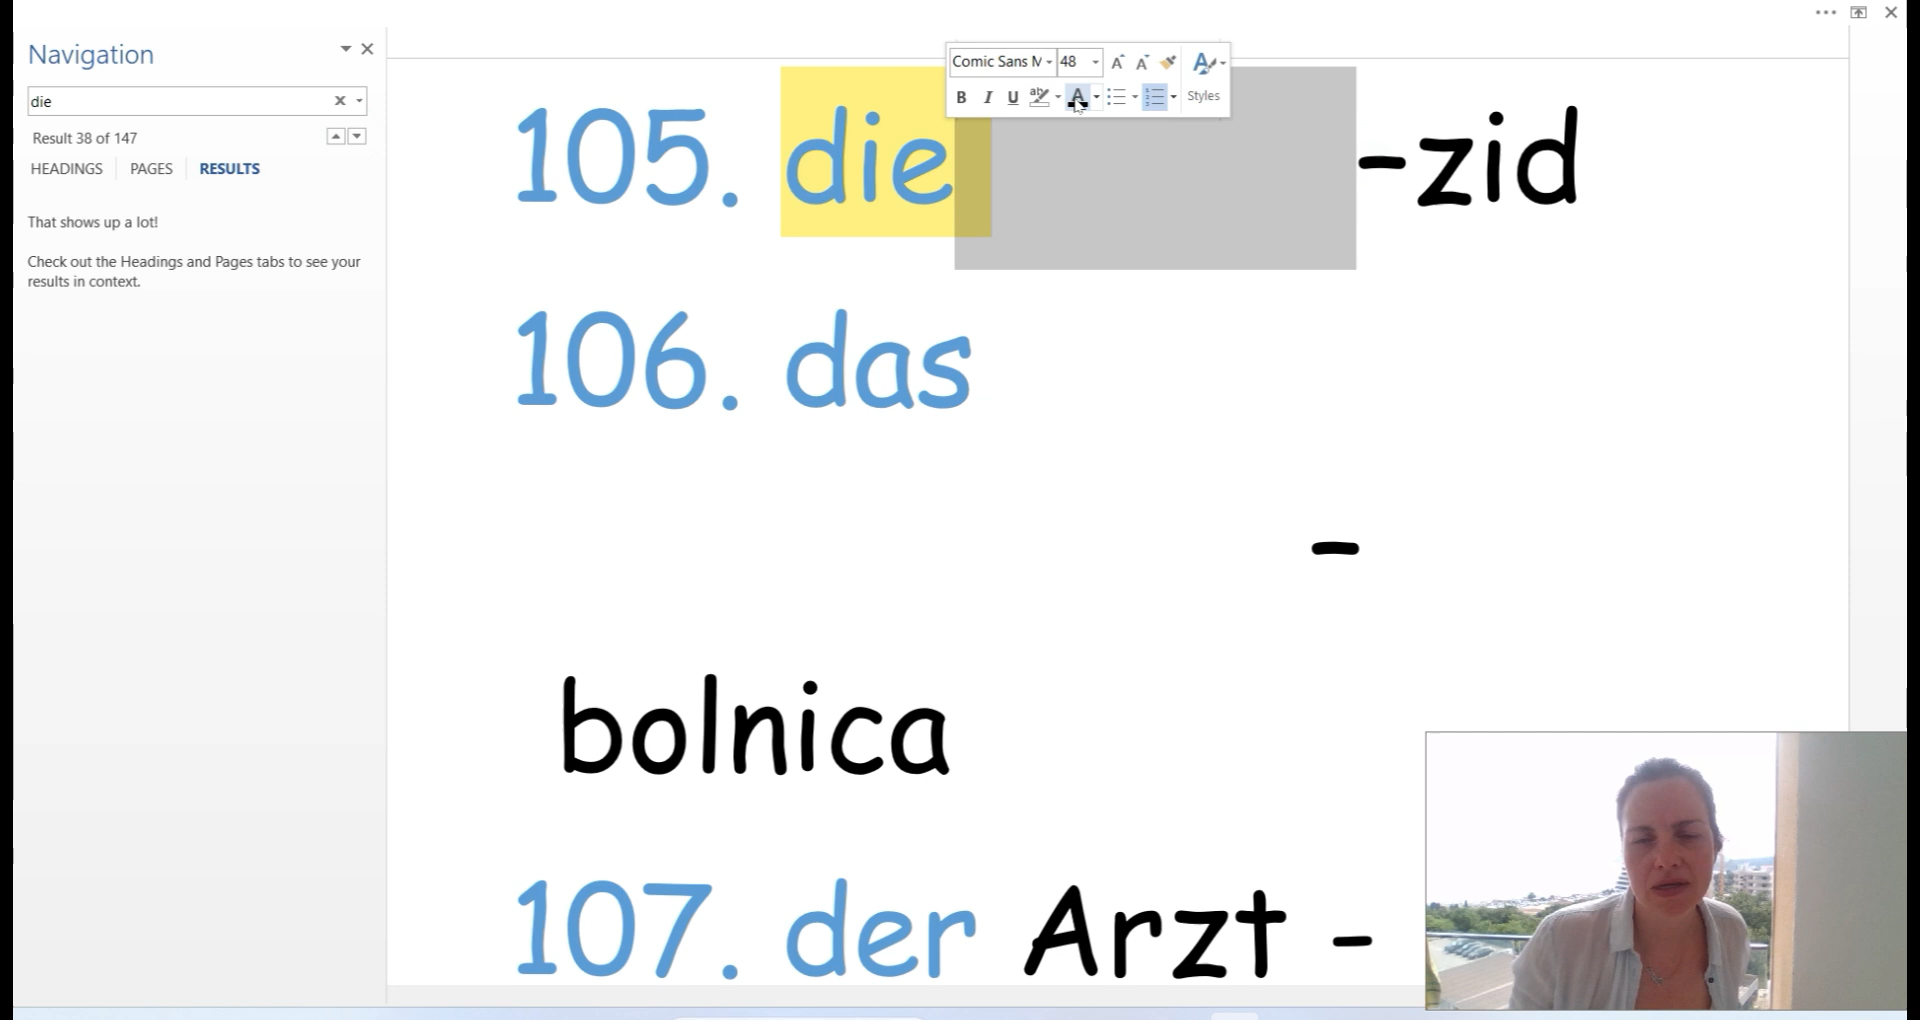 Navigation
die
Result 38 of 147
HEADINGS PAGES RESULTS
That shows up a lot!
Check out the Headings and Pages tabs to see your
results in context.
Comic Sans M 48
B I U Styles
105. die -zid
106. das
-
bolnica
107. der Arzt -